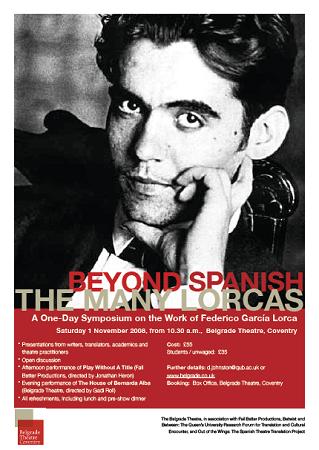 BEYOND SPANISH
THE MANY LORCAS
A One-Day Symposium on the Work of Federico García Lorca
Saturday 1 November 2008, from 10.30 a.m., Belgrade Theatre, Coventry
* Presentations from writers, translators, academics and
theatre practitioners
* Open discussion
* Afternoon performance of Play Without A Title (Fail
Better Productions, directed by Jonathan Heron)
* Evening performance of The House of Bernarda Alba
(Belgrade Theatre, directed by Gadi Roll)
* All refreshments, including lunch and pre-show dinner
Cost: £55
Students / unwaged: £35
Further details: d.johnston@qub.ac.uk or
www.belgrade.co.uk
Booking: Box Office, Belgrade Theatre, Coventry
Belgrade
Theatre
Coventry
The Belgrade Theatre, in association with Fail Better Productions, Betwixt and
Between: The Queen's University Research Forum for Translation and Cultural
Encounter, and Out of the Wings: The Spanish Theatre Translation Project